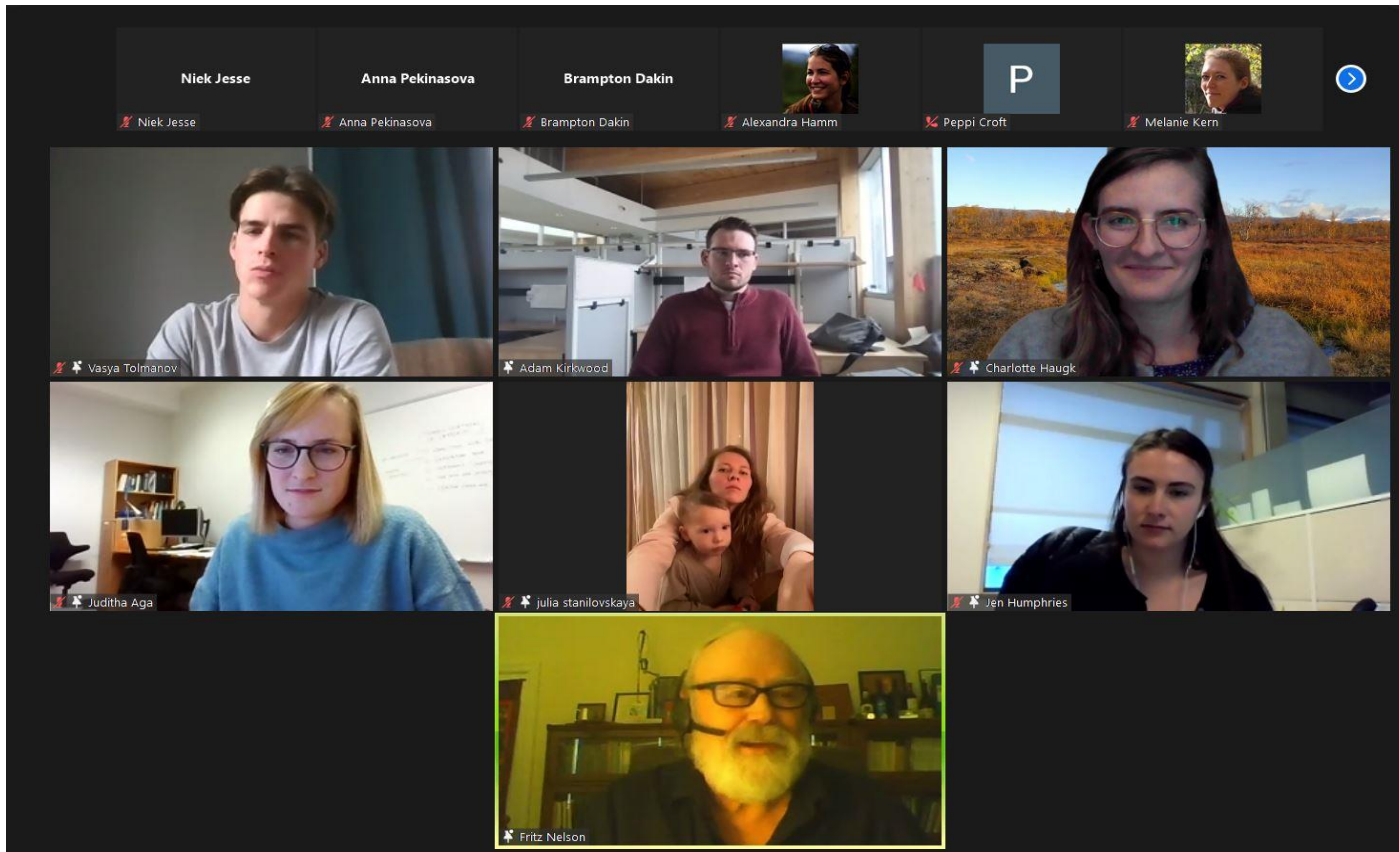 Niek Jesse
Anna Pekinasova
Brampton Dakin
P
Niek Jesse
Anna Pekinasova
Brampton Dakin
Alexandra Hamm
Peppi Croft
Melanie Kern
Vasya Tolmanov
Adam Kirkwood
Charlotte Haugk
Juditha Aga
julia stanilovskaya
Jen Humphries
Fritz Nelson